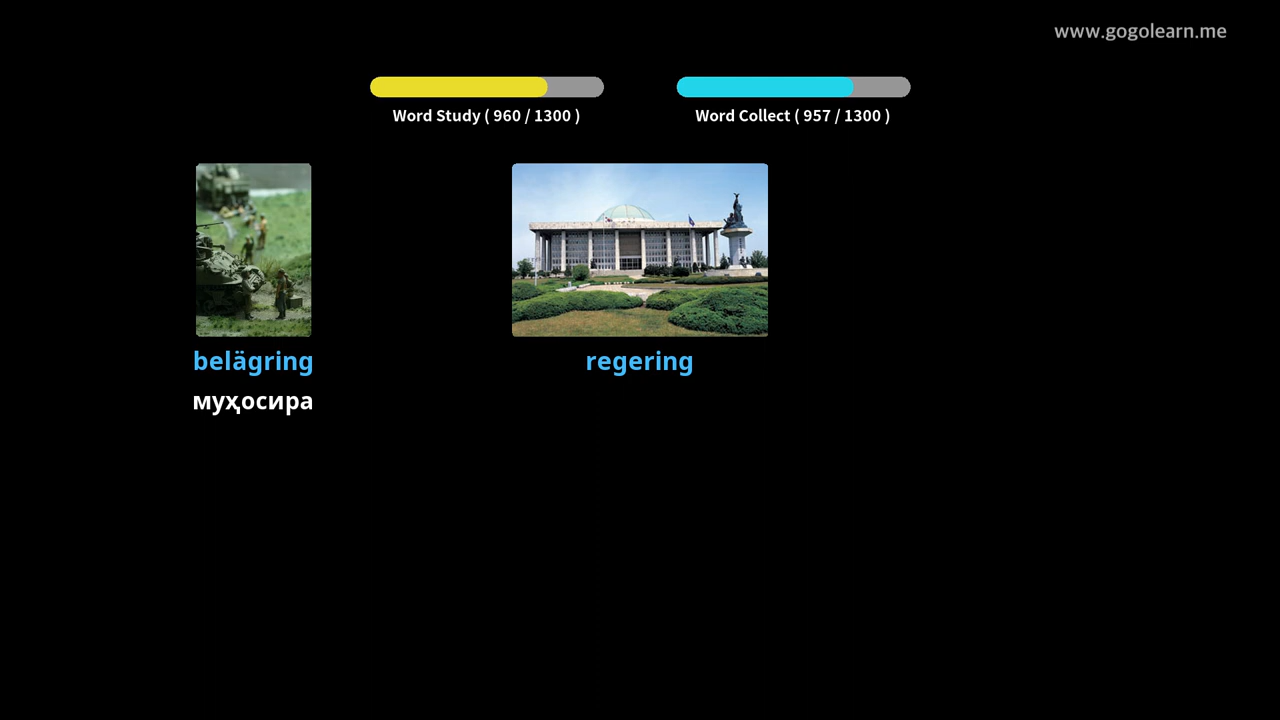 www.gogolearn.me
Word Study ( 960 / 1300 )
Word Collect ( 957 / 1300 )
belägring
муҳосира
regering